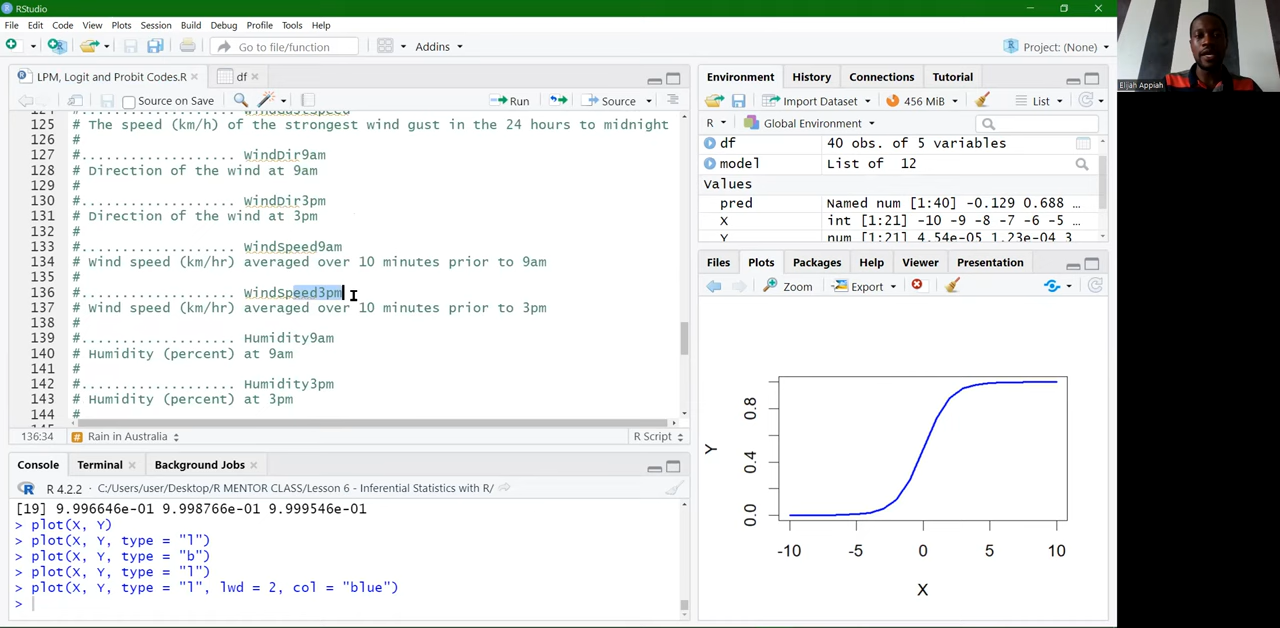 RStudio
File Edit Code View Plots Session Build Debug Profile Tools Help
Go to file/function Addins Project: (None)
LPM, Logit and Probit Codes.R df
Source on Save Run Source
125 # The speed (km/h) of the strongest wind gust in the 24 hours to midnight
126 #
127 #................... WindDir9am
128 # Direction of the wind at 9am
129 #
130 #................... WindDir3pm
131 # Direction of the wind at 3pm
132 #
133 #................... WindSpeed9am
134 # Wind speed (km/hr) averaged over 10 minutes prior to 9am
135 #
136 #................... WindSpeed3pm
137 # Wind speed (km/hr) averaged over 10 minutes prior to 3pm
138 #
139 #................... Humidity9am
140 # Humidity (percent) at 9am
141 #
142 #................... Humidity3pm
143 # Humidity (percent) at 3pm
144 #
136:34 Rain in Australia R Script
Console Terminal Background Jobs
R 4.2.2 · C:/Users/user/Desktop/R MENTOR CLASS/Lesson 6 - Inferential Statistics with R/
[19] 9.996646e-01 9.998766e-01 9.999546e-01
> plot(X, Y)
> plot(X, Y, type = "l")
> plot(X, Y, type = "b")
> plot(X, Y, type = "l")
> plot(X, Y, type = "l", lwd = 2, col = "blue")
>
Environment History Connections Tutorial
Import Dataset 456 MiB List
R Global Environment
df 40 obs. of 5 variables
model List of 12
Values
pred Named num [1:40] -0.129 0.688 ...
X int [1:21] -10 -9 -8 -7 -6 -5 ...
Y num [1:21] 4.54e-05 1.23e-04 3
Files Plots Packages Help Viewer Presentation
Zoom Export
Y
0.8
0.4
0.0
-10 -5 0 5 10
X
Elijah Appiah